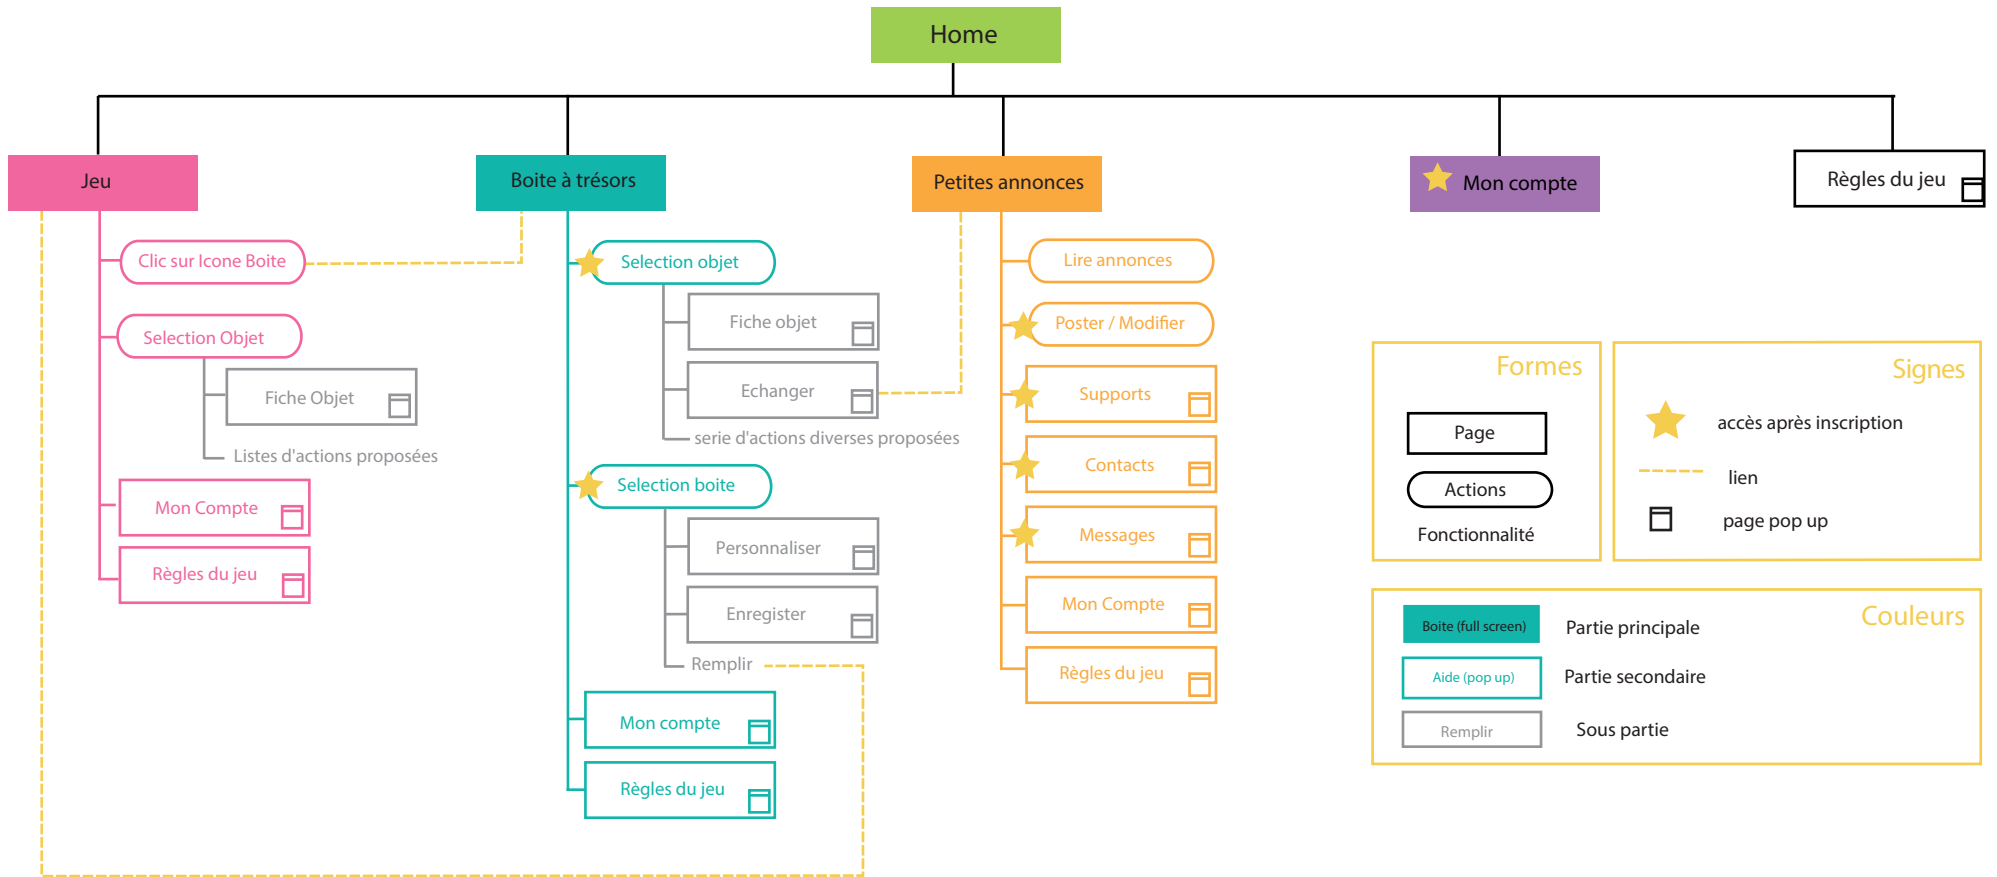 Home
Jeu
Boite à trésors
Petites annonces
Mon compte
Règles du jeu
Clic sur Icone Boite
Selection Objet
Fiche Objet
Listes d'actions proposées
Mon Compte
Règles du jeu
Selection objet
Fiche objet
Echanger
serie d'actions diverses proposées
Selection boite
Personnaliser
Enregister
Remplir
Mon compte
Règles du jeu
Lire annonces
Poster / Modifier
Supports
Contacts
Messages
Mon Compte
Règles du jeu
Formes
Page
Actions
Fonctionnalité
Signes
accès après inscription
lien
page pop up
Couleurs
Boite (full screen)
Partie principale
Aide (pop up)
Partie secondaire
Remplir
Sous partie